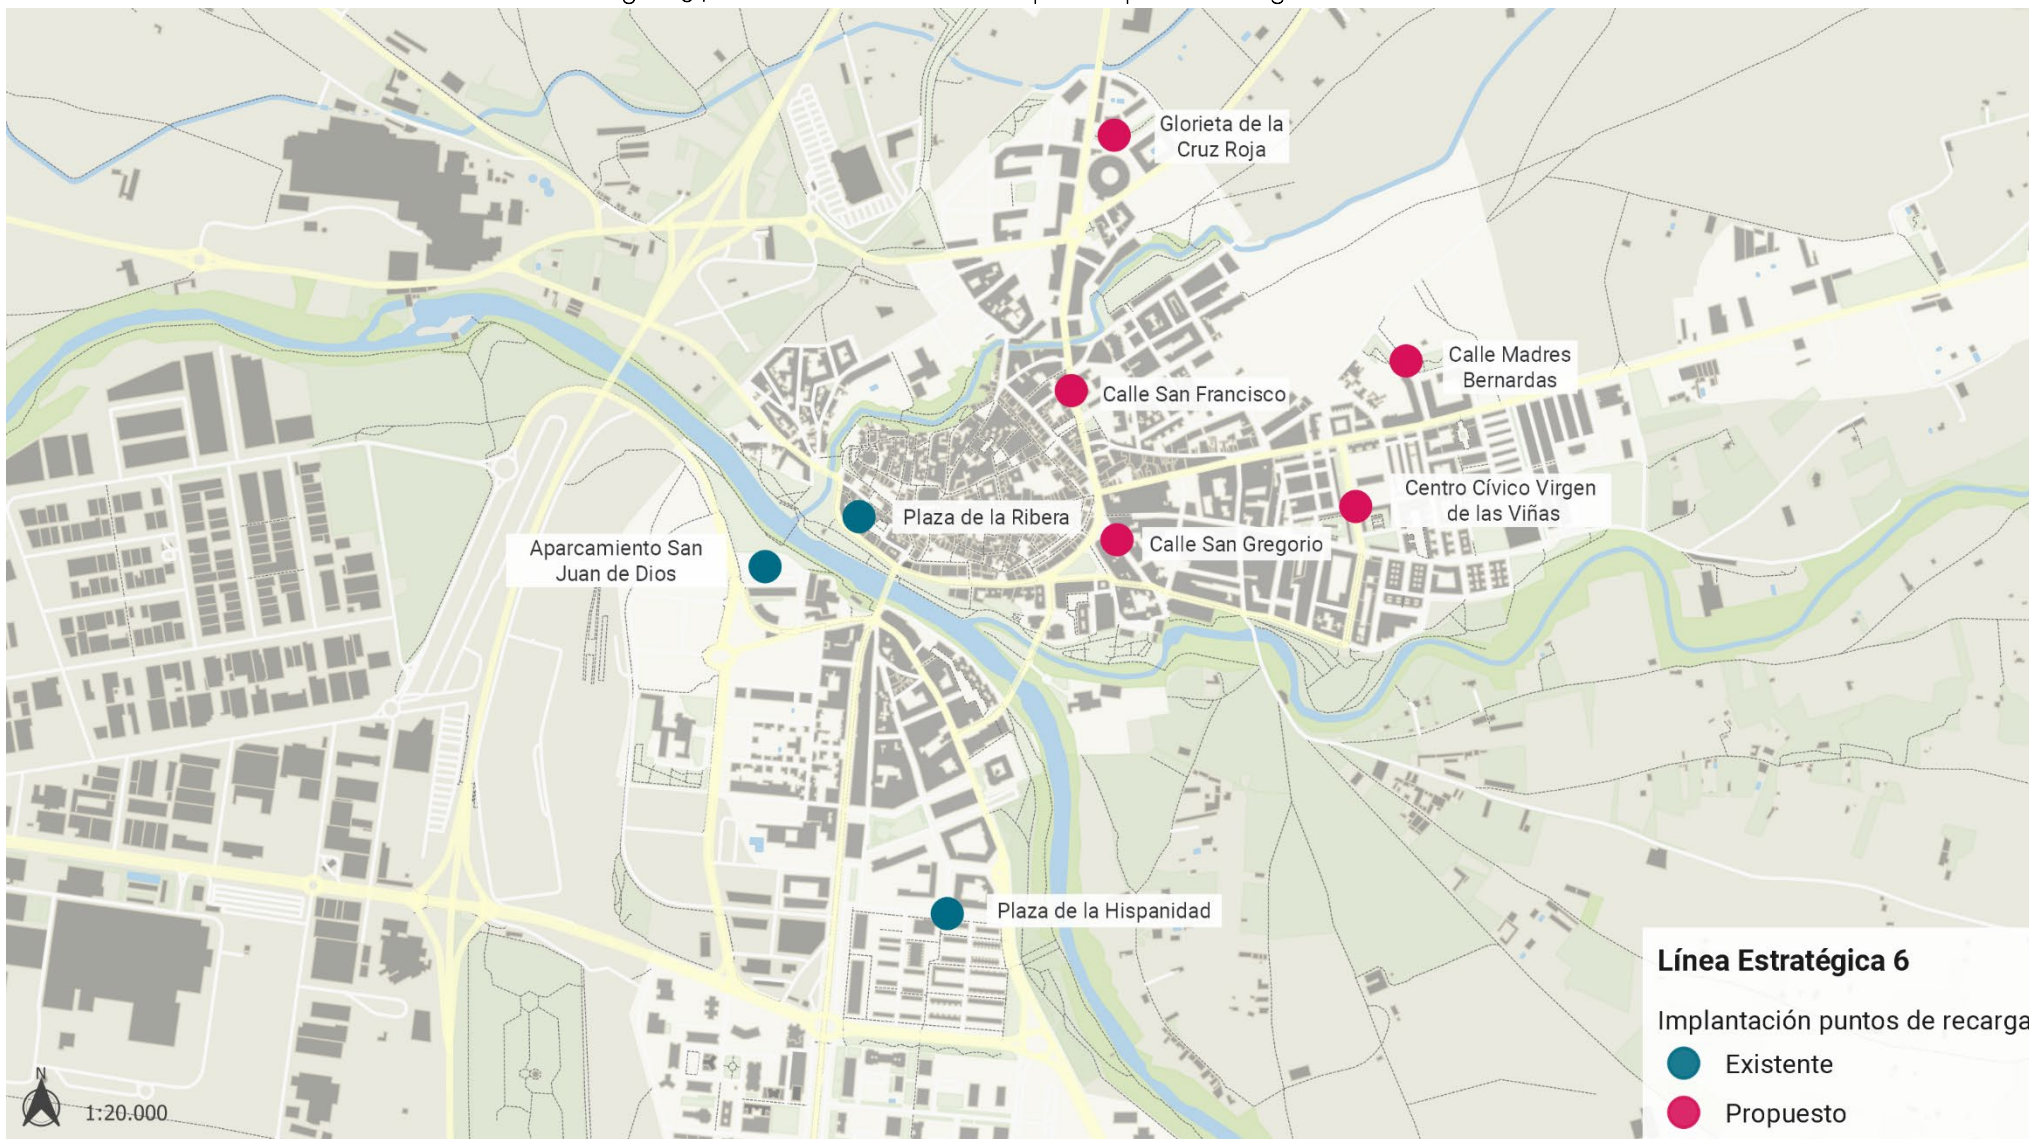 Glorieta de la
Cruz Roja
Calle Madres
Bernardas
Calle San Francisco
Centro Cívico Virgen
de las Viñas
Plaza de la Ribera
Calle San Gregorio
Aparcamiento San
Juan de Dios
Plaza de la Hispanidad
Línea Estratégica 6
Implantación puntos de recarga
Existente
Propuesto
N
1:20.000